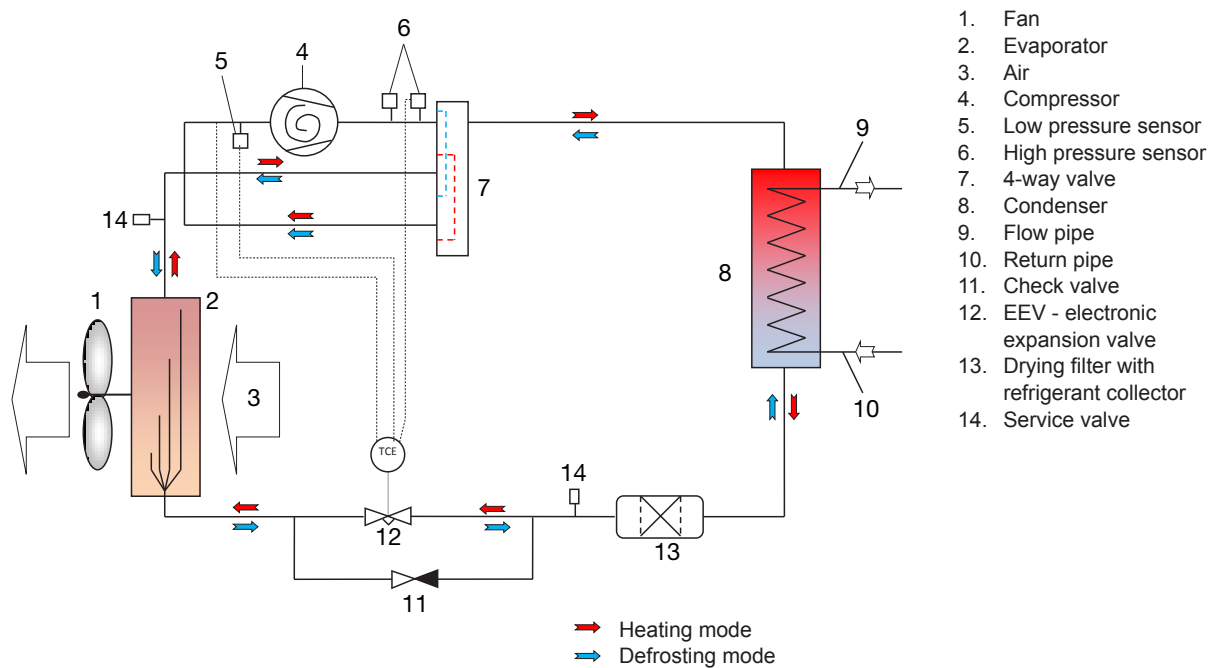 6
4
5
9
7
14
8
1
2
3
10
TCE
14
12
13
11
Heating mode
Defrosting mode
1. Fan
2. Evaporator
3. Air
4. Compressor
5. Low pressure sensor
6. High pressure sensor
7. 4-way valve
8. Condenser
9. Flow pipe
10. Return pipe
11. Check valve
12. EEV - electronic
expansion valve
13. Drying filter with
refrigerant collector
14. Service valve